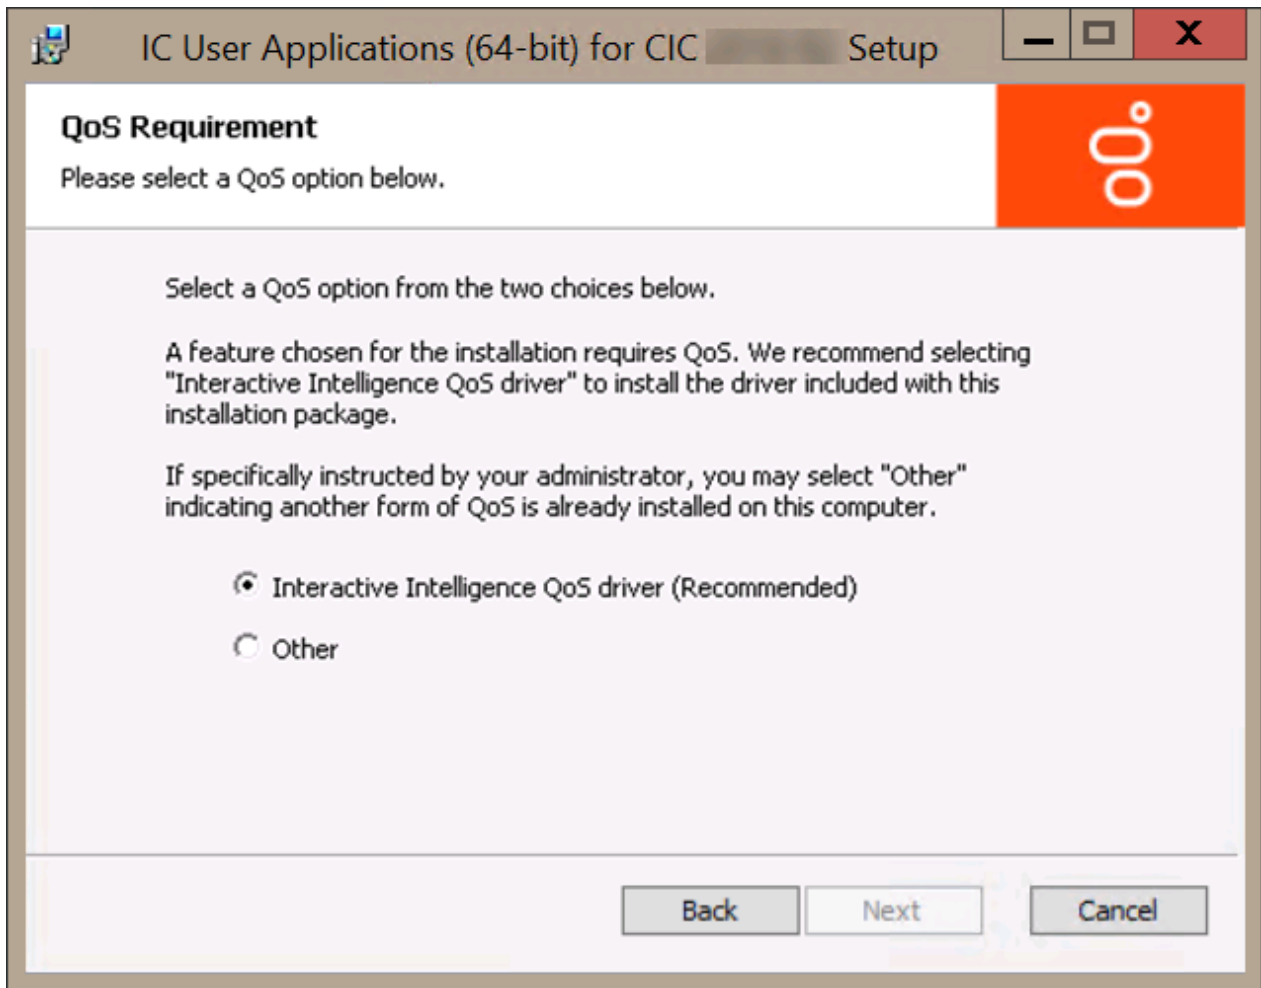 IC User Applications (64-bit) for CIC Setup
QoS Requirement
Please select a QoS option below.
Select a QoS option from the two choices below.
A feature chosen for the installation requires QoS. We recommend selecting
"Interactive Intelligence QoS driver" to install the driver included with this
installation package.
If specifically instructed by your administrator, you may select "Other"
indicating another form of QoS is already installed on this computer.
Interactive Intelligence QoS driver (Recommended)
Other
Back Next Cancel